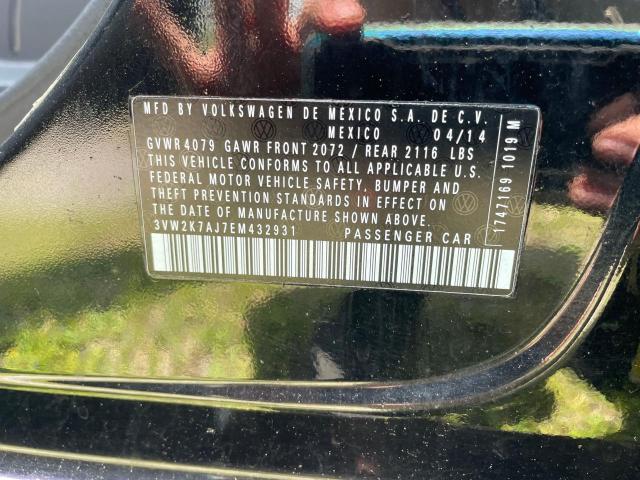 MFD BY VOLKSWAGEN DE MEXICO S.A. DE C.V.
MEXICO 04/14
GVWR 4079 GAWR FRONT 2072 / REAR 2116 LBS
THIS VEHICLE CONFORMS TO ALL APPLICABLE U.S.
FEDERAL MOTOR VEHICLE SAFETY, BUMPER AND
THEFT PREVENTION STANDARDS IN EFFECT ON
THE DATE OF MANUFACTURE SHOWN ABOVE.
3VW2K7AJ7EM432931 PASSENGER CAR
1747169 1019 M